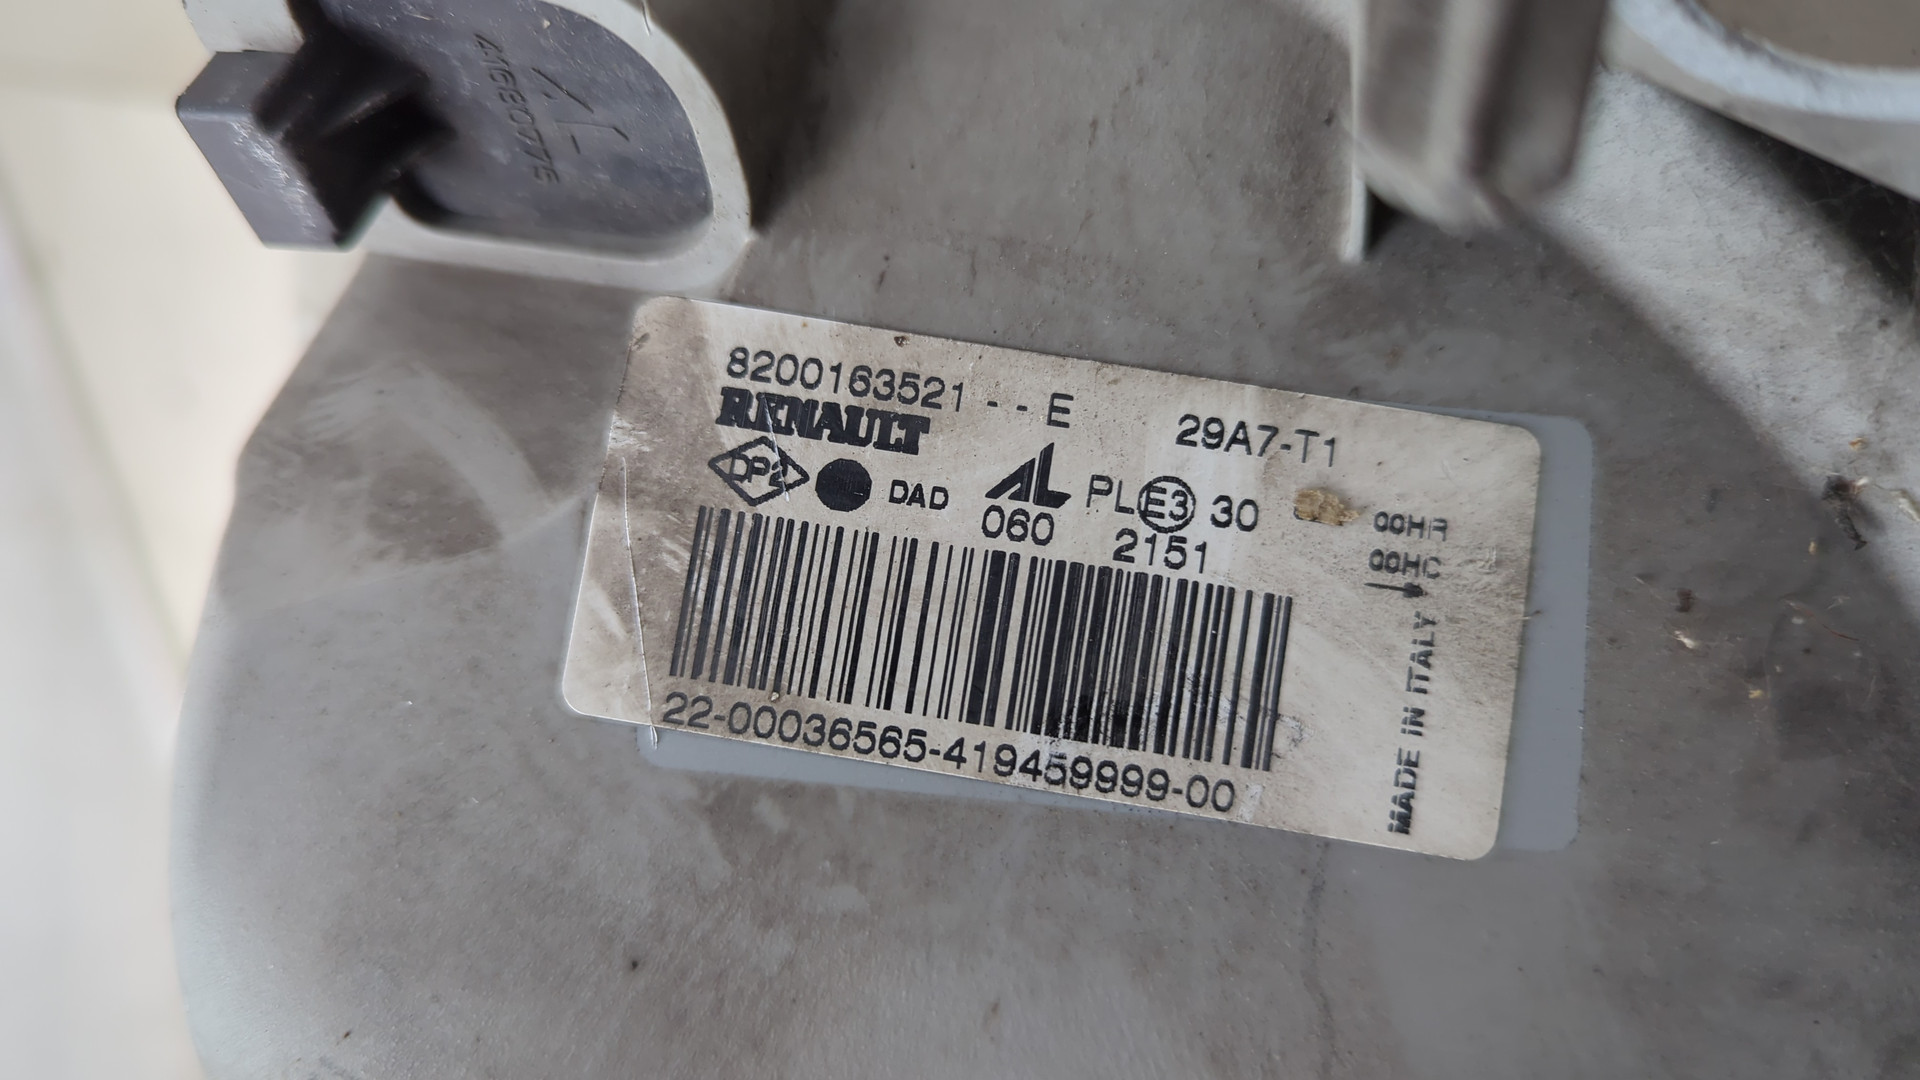 8200163521 - - E 29A7-T1
RENAULT
DP2 DAD AL PL E3 30 00HR
060 2151 00HC
22-00036565-419459999-00
MADE IN ITALY